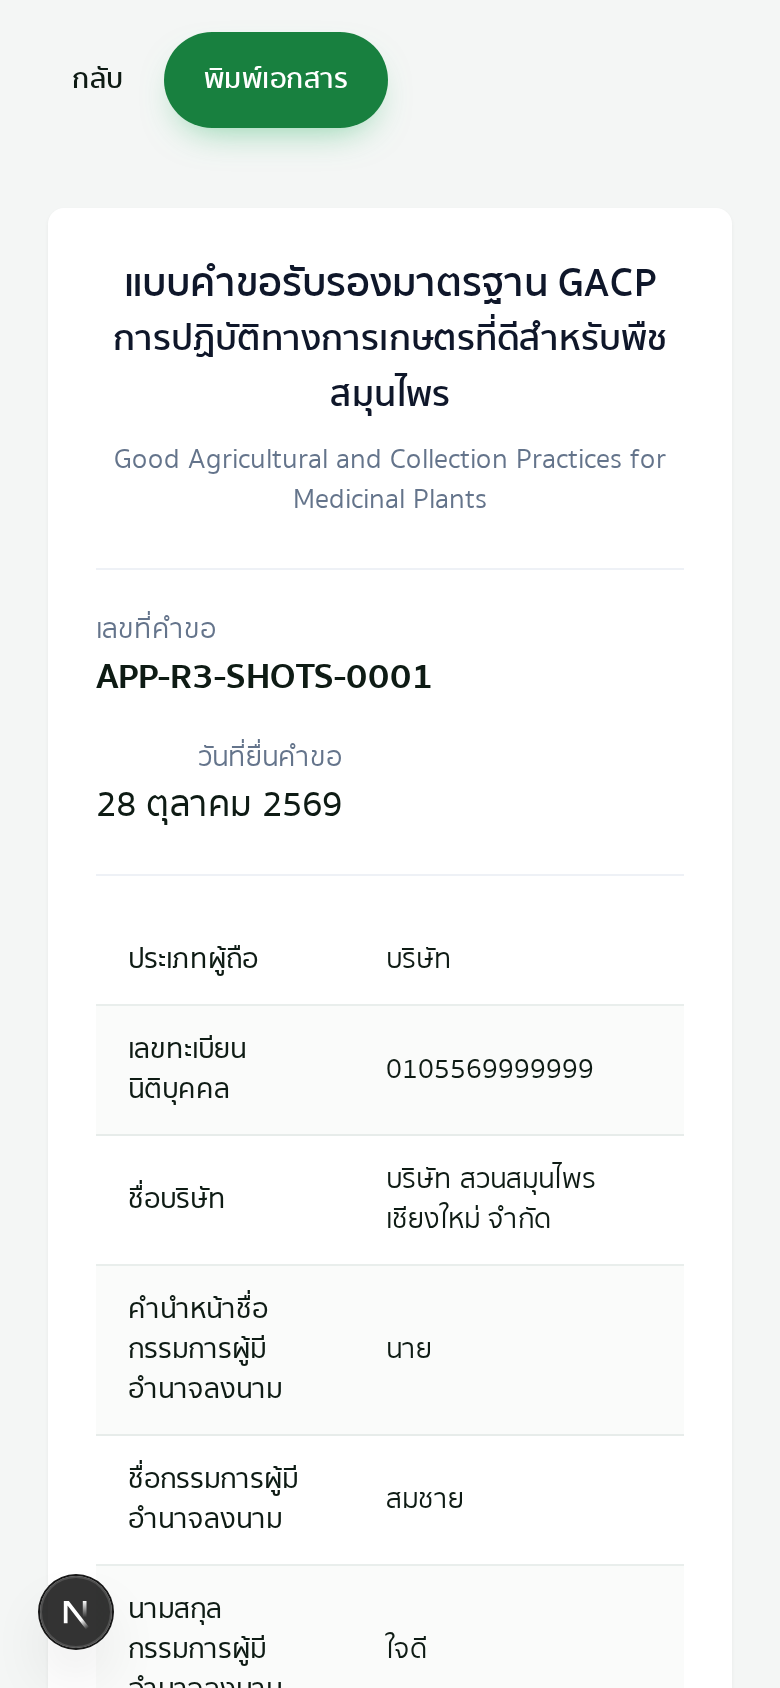 กลับ
พิมพ์เอกสาร
แบบคำขอรับรองมาตรฐาน GACP
การปฏิบัติทางการเกษตรที่ดีสำหรับพืช
สมุนไพร
Good Agricultural and Collection Practices for
Medicinal Plants
เลขที่คำขอ
APP-R3-SHOTS-0001
วันที่ยื่นคำขอ
28 ตุลาคม 2569
ประเภทผู้ถือ
บริษัท
เลขทะเบียน
นิติบุคคล
0105569999999
ชื่อบริษัท
บริษัท สวนสมุนไพร
เชียงใหม่ จำกัด
คำนำหน้าชื่อ
กรรมการผู้มี
อำนาจลงนาม
นาย
ชื่อกรรมการผู้มี
อำนาจลงนาม
สมชาย
นามสกุล
กรรมการผู้มี
อำนาจลงนาม
ใจดี
N